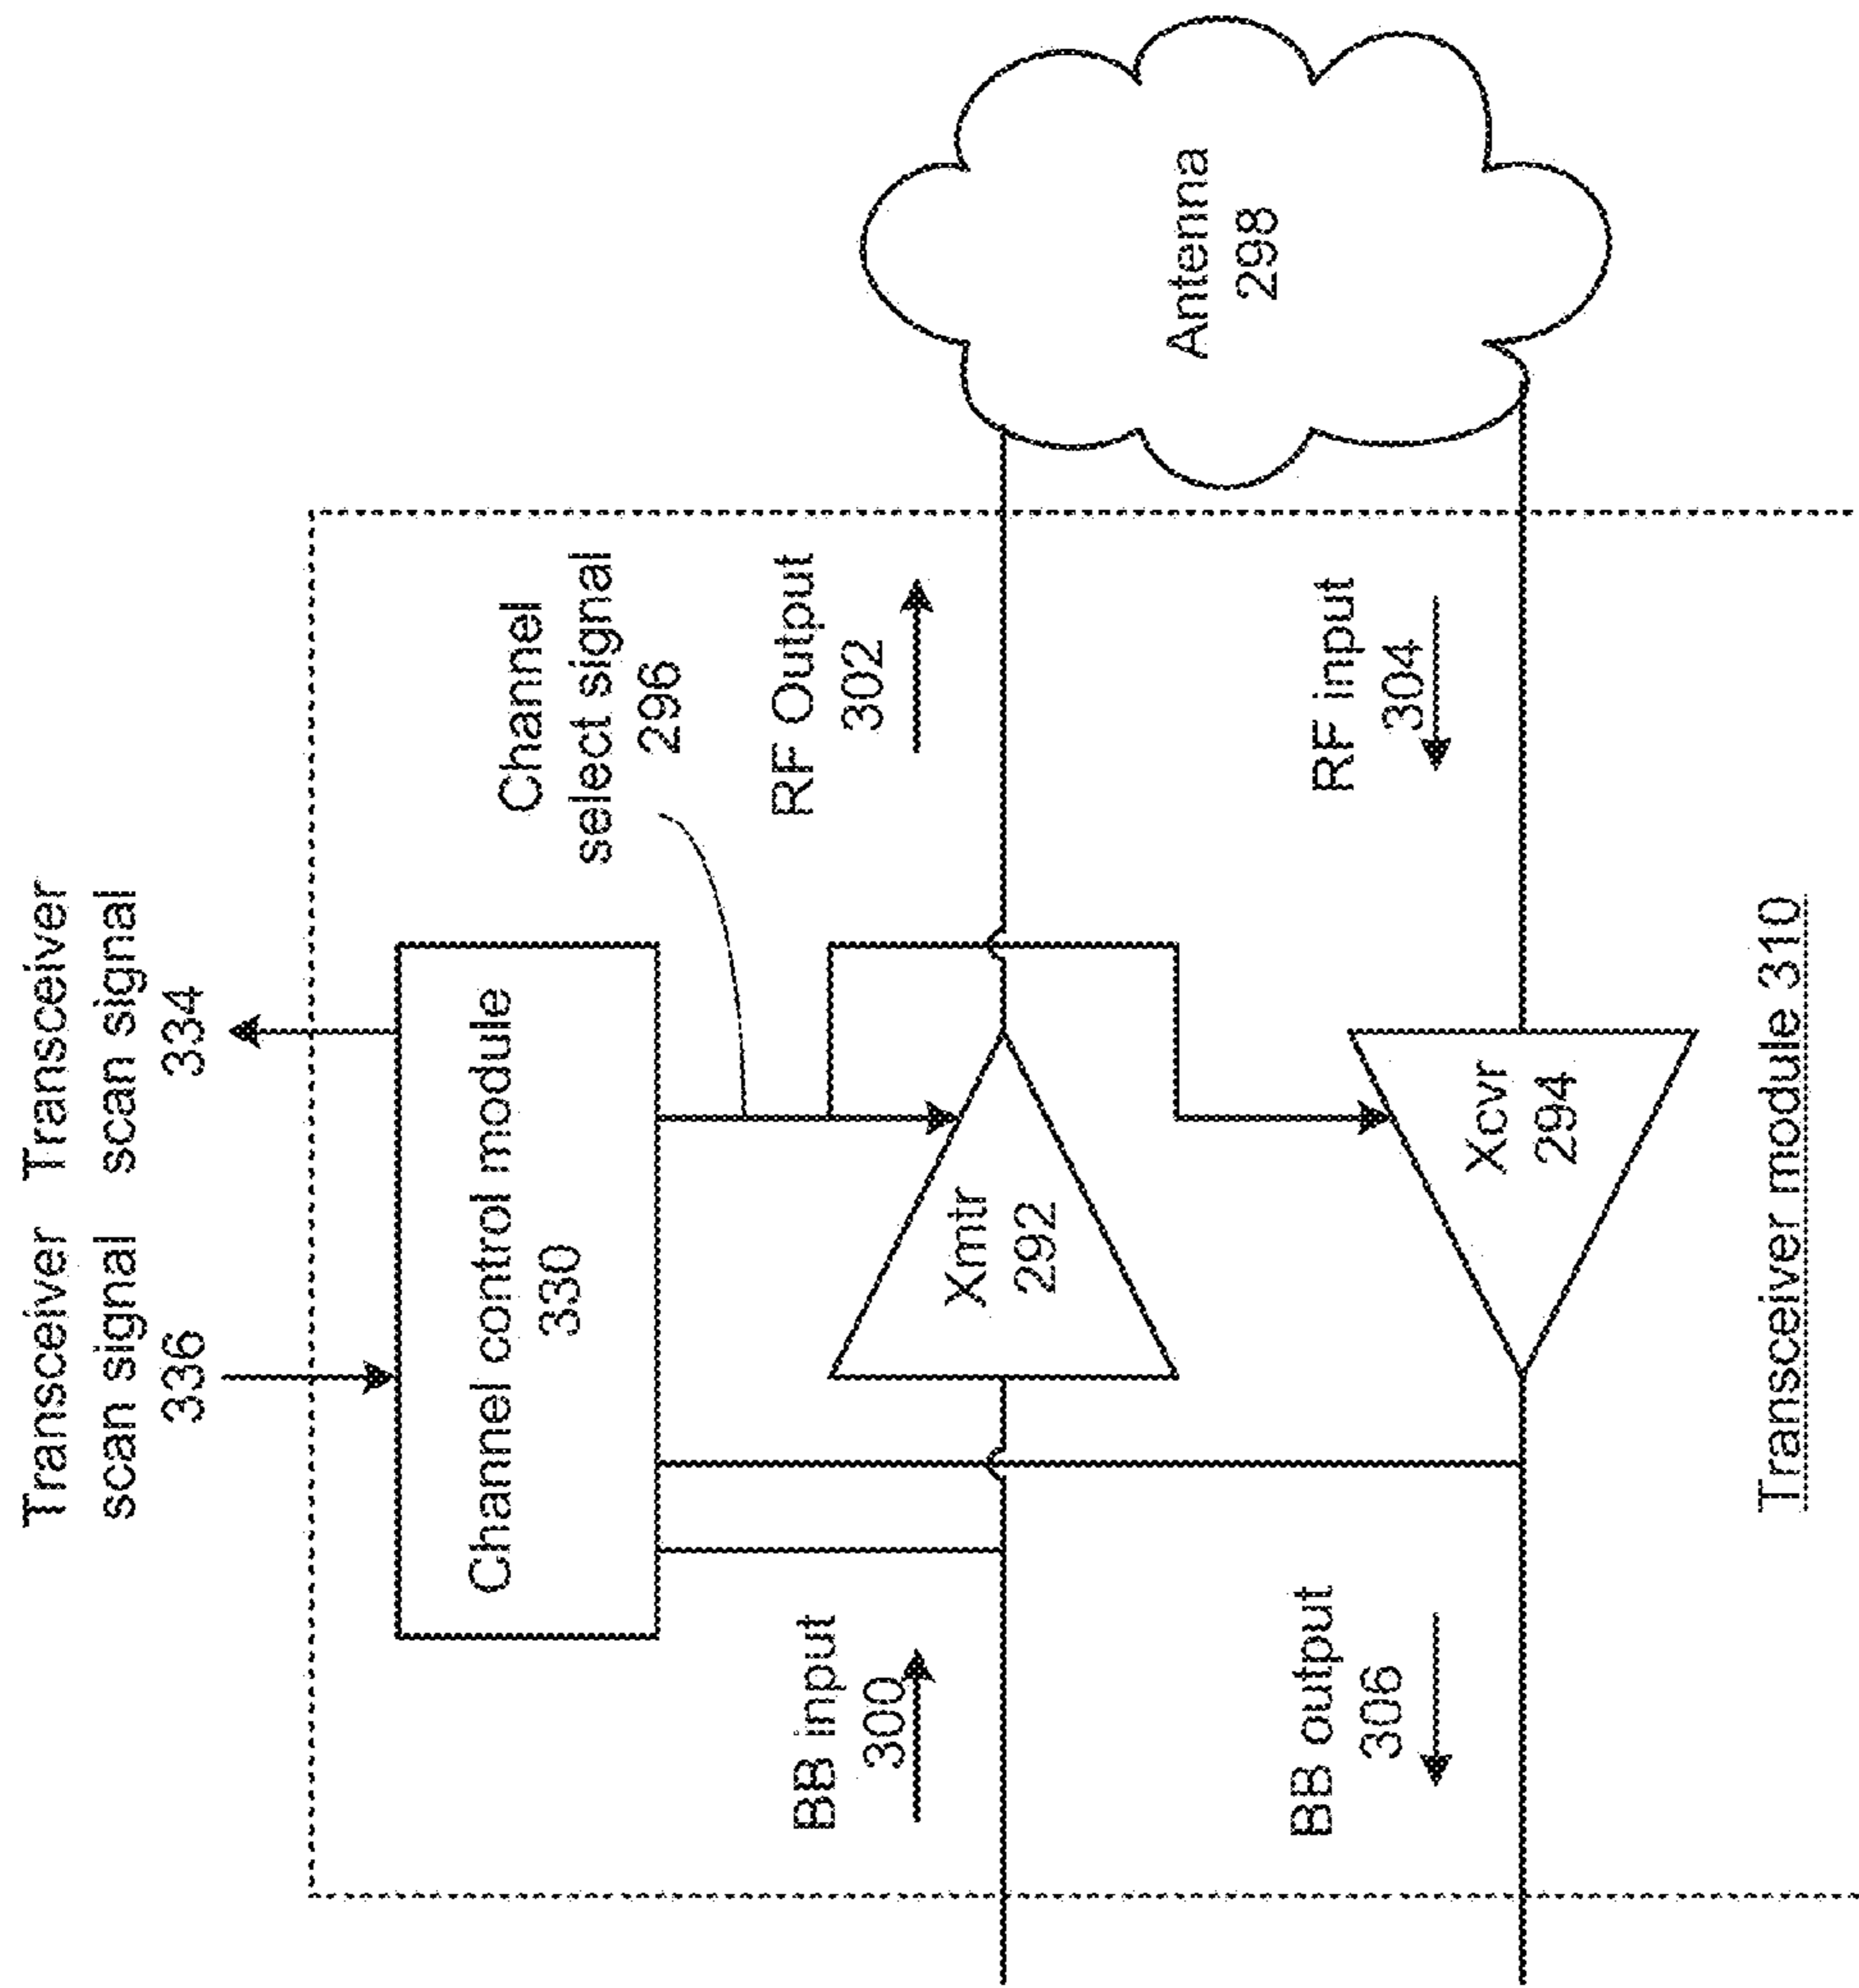 Transceiver
scan signal
336
Transceiver
scan signal
334
Channel control module
330
Channel
select signal
296
BB input
300
RF Output
302
Xmtr
292
Antenna
298
BB output
306
RF input
304
Xcvr
294
Transceiver module 310